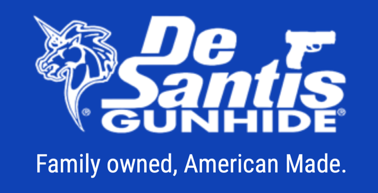 De
Santis
®
GUNHIDE®
Family owned, American Made.